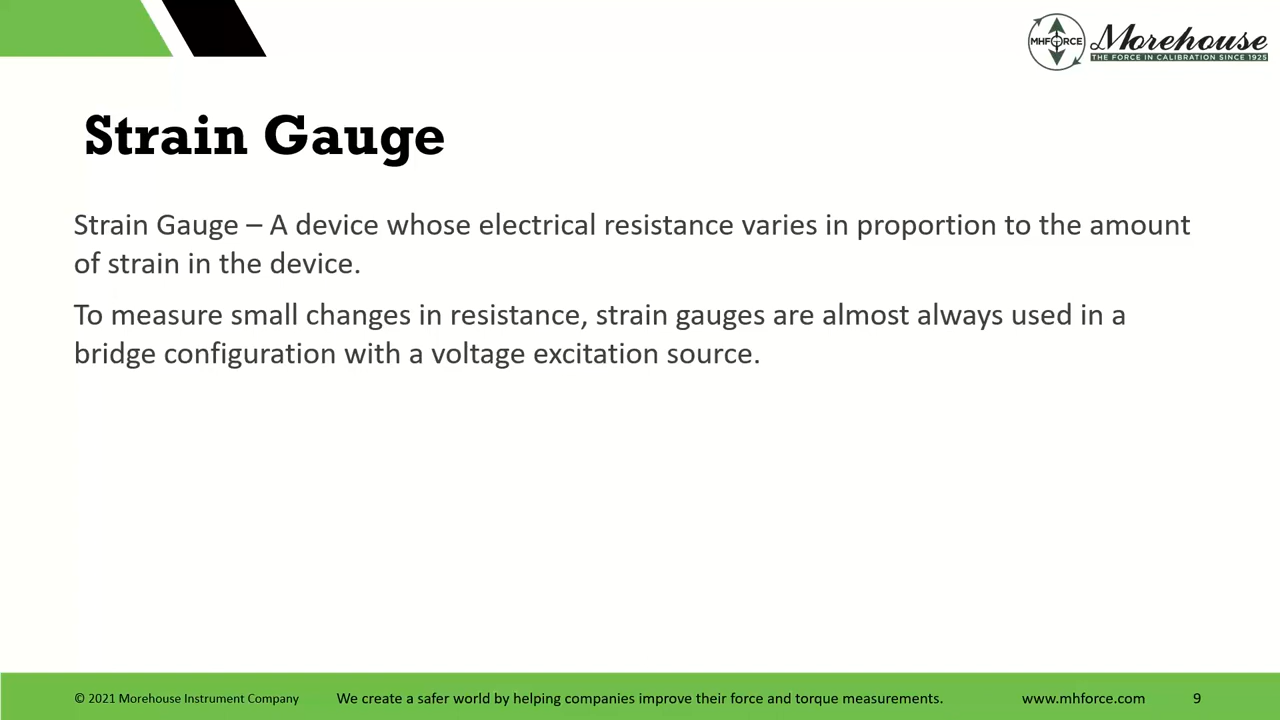 MHFORCE
Morehouse
THE FORCE IN CALIBRATION SINCE 1925
Strain Gauge
Strain Gauge – A device whose electrical resistance varies in proportion to the amount
of strain in the device.
To measure small changes in resistance, strain gauges are almost always used in a
bridge configuration with a voltage excitation source.
© 2021 Morehouse Instrument Company
We create a safer world by helping companies improve their force and torque measurements.
www.mhforce.com
9